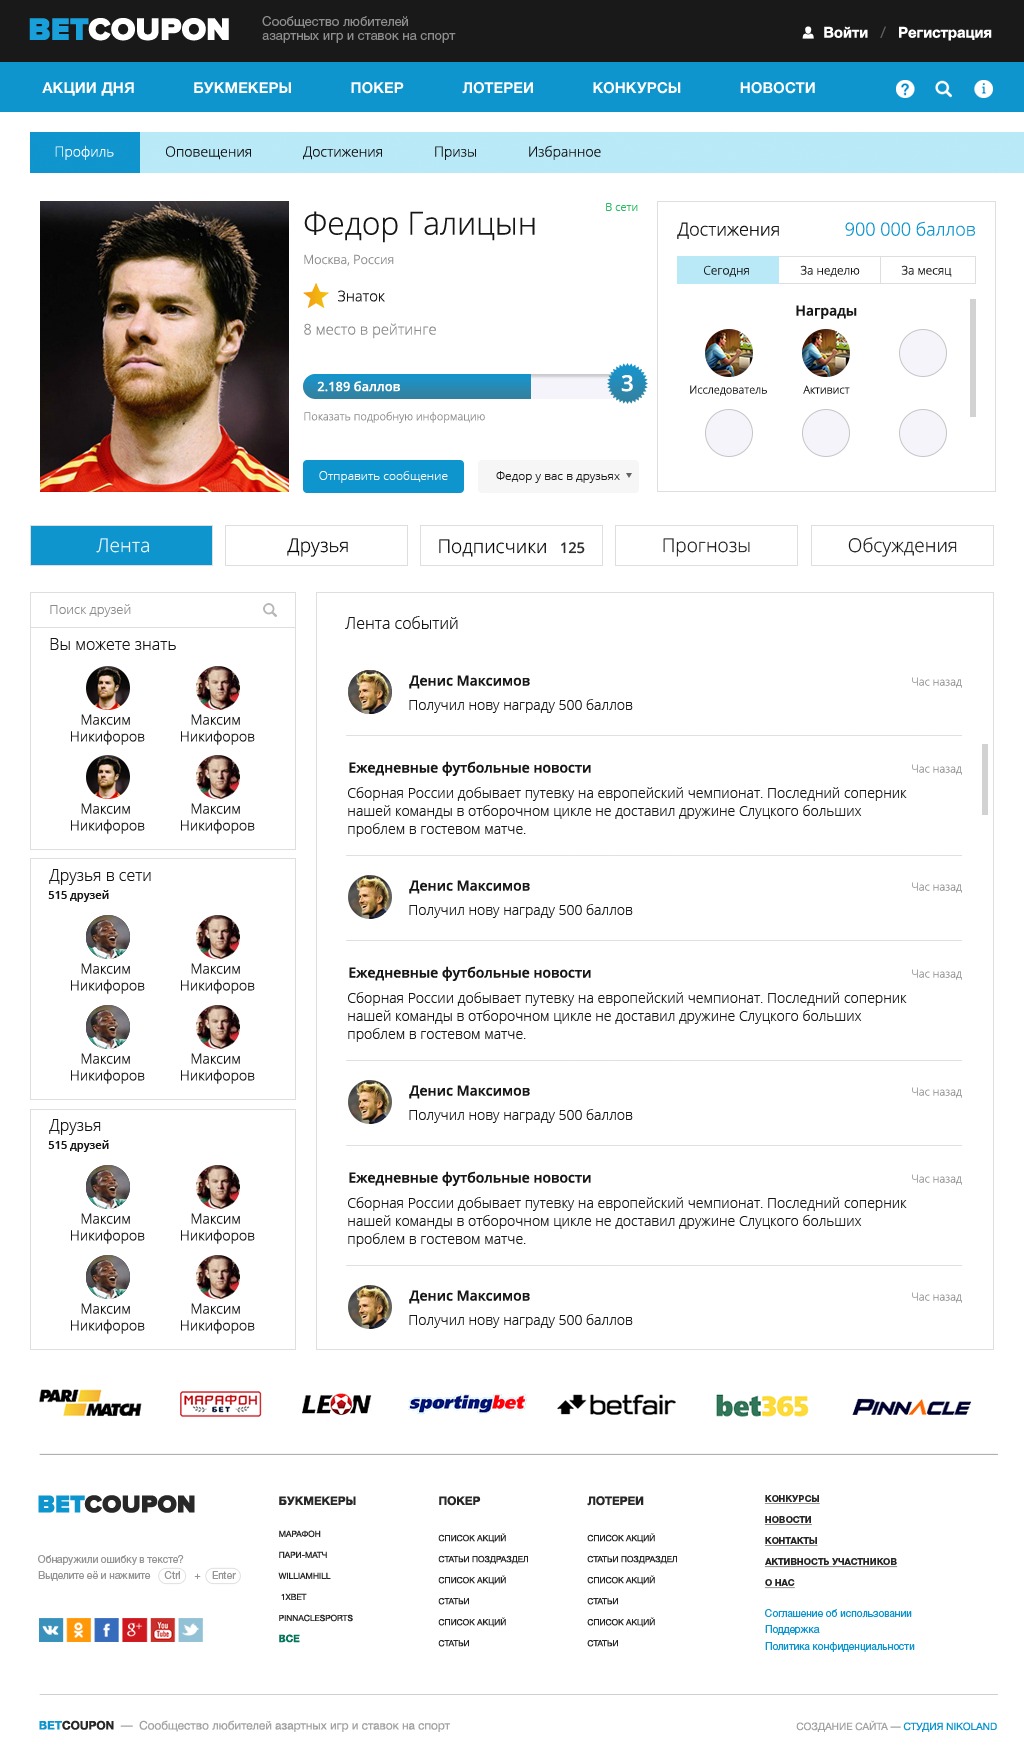 BETCOUPON
Сообщество любителей
азартных игр и ставок на спорт
Войти / Регистрация
АКЦИИ ДНЯ БУКМЕКЕРЫ ПОКЕР ЛОТЕРЕИ КОНКУРСЫ НОВОСТИ
Профиль Оповещения Достижения Призы Избранное
Федор Галицын
В сети
Москва, Россия
Знаток
8 место в рейтинге
2.189 баллов
3
Показать подробную информацию
Отправить сообщение
Федор у вас в друзьях
Достижения 900 000 баллов
Сегодня За неделю За месяц
Награды
Исследователь Активист
Лента Друзья Подписчики 125 Прогнозы Обсуждения
Поиск друзей
Вы можете знать
Максим Максим
Никифоров Никифоров
Максим Максим
Никифоров Никифоров
Друзья в сети
515 друзей
Максим Максим
Никифоров Никифоров
Максим Максим
Никифоров Никифоров
Друзья
515 друзей
Максим Максим
Никифоров Никифоров
Максим Максим
Никифоров Никифоров
Лента событий
Денис Максимов Час назад
Получил нову награду 500 баллов
Ежедневные футбольные новости Час назад
Сборная России добывает путевку на европейский чемпионат. Последний соперник
нашей команды в отборочном цикле не доставил дружине Слуцкого больших
проблем в гостевом матче.
Денис Максимов Час назад
Получил нову награду 500 баллов
Ежедневные футбольные новости Час назад
Сборная России добывает путевку на европейский чемпионат. Последний соперник
нашей команды в отборочном цикле не доставил дружине Слуцкого больших
проблем в гостевом матче.
Денис Максимов Час назад
Получил нову награду 500 баллов
Ежедневные футбольные новости Час назад
Сборная России добывает путевку на европейский чемпионат. Последний соперник
нашей команды в отборочном цикле не доставил дружине Слуцкого больших
проблем в гостевом матче.
Денис Максимов Час назад
Получил нову награду 500 баллов
PARI MATCH
МАРАФОН БЕТ
LEON
sportingbet
betfair
bet365
PINNACLE
BETCOUPON
Обнаружили ошибку в тексте?
Выделите её и нажмите Ctrl + Enter
You Tube
БУКМЕКЕРЫ
МАРАФОН
ПАРИ-МАТЧ
WILLIAMHILL
1XBET
PINNACLESPORTS
ВСЕ
ПОКЕР
СПИСОК АКЦИЙ
СТАТЬИ ПОЗДРАЗДЕЛ
СПИСОК АКЦИЙ
СТАТЬИ
СПИСОК АКЦИЙ
СТАТЬИ
ЛОТЕРЕИ
СПИСОК АКЦИЙ
СТАТЬИ ПОЗДРАЗДЕЛ
СПИСОК АКЦИЙ
СТАТЬИ
СПИСОК АКЦИЙ
СТАТЬИ
КОНКУРСЫ
НОВОСТИ
КОНТАКТЫ
АКТИВНОСТЬ УЧАСТНИКОВ
О НАС
Соглашение об использовании
Поддержка
Политика конфиденциальности
BETCOUPON — Сообщество любителей азартных игр и ставок на спорт
СОЗДАНИЕ САЙТА — СТУДИЯ NIKOLAND